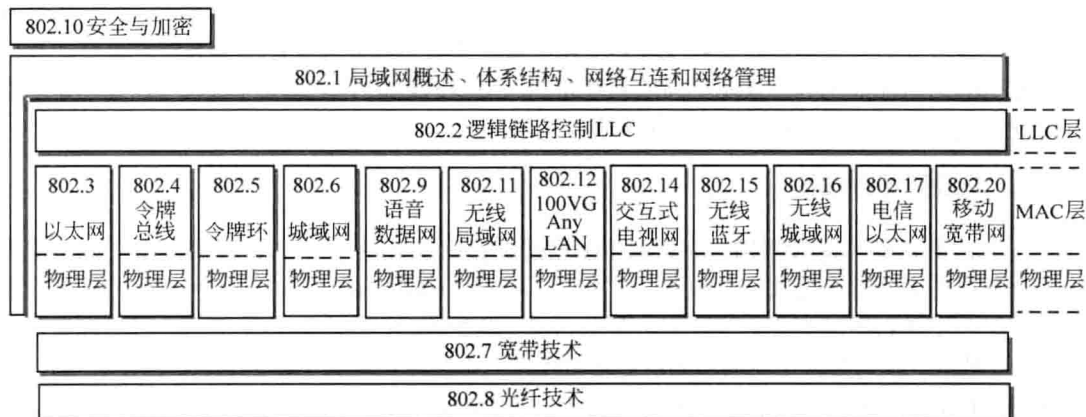 802.10安全与加密
802.1 局域网概述、体系结构、网络互连和网络管理
802.2逻辑链路控制LLC
LLC层
802.3
以太网
物理层
802.4
令牌
总线
物理层
802.5
令牌环
物理层
802.6
城域网
物理层
802.9
语音
数据网
物理层
802.11
无线
局域网
物理层
802.12
100VG
Any
LAN
物理层
802.14
交互式
电视网
物理层
802.15
无线
蓝牙
物理层
802.16
无线
城域网
物理层
802.17
电信
以太网
物理层
802.20
移动
宽带网
物理层
MAC层
物理层
802.7 宽带技术
802.8 光纤技术